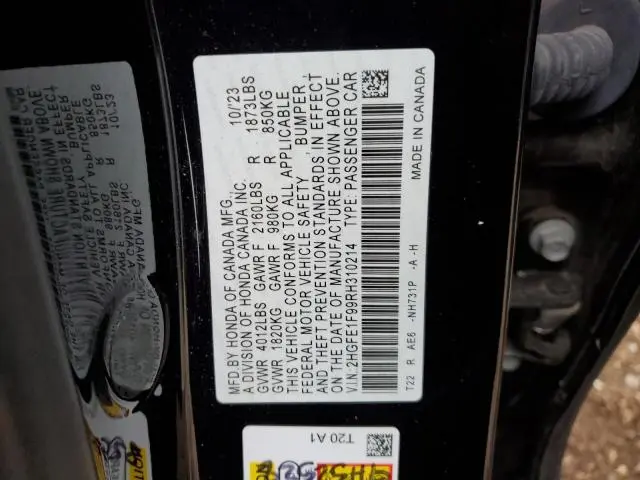 MFD.BY HONDA OF CANADA MFG. 10/23
A DIVISION OF HONDA CANADA INC.
GVWR 4012LBS GAWR F 2160LBS R 1873LBS
GVWR 1820KG GAWR F 980KG R 850KG
THIS VEHICLE CONFORMS TO ALL APPLICABLE
FEDERAL MOTOR VEHICLE SAFETY, BUMPER,
AND THEFT PREVENTION STANDARDS IN EFFECT
ON THE DATE OF MANUFACTURE SHOWN ABOVE.
V.I.N. 2HGFE1F99RH310214 TYPE: PASSENGER CAR
T22 R AE6 -NH731P -A -H
MADE IN CANADA
T20 A1